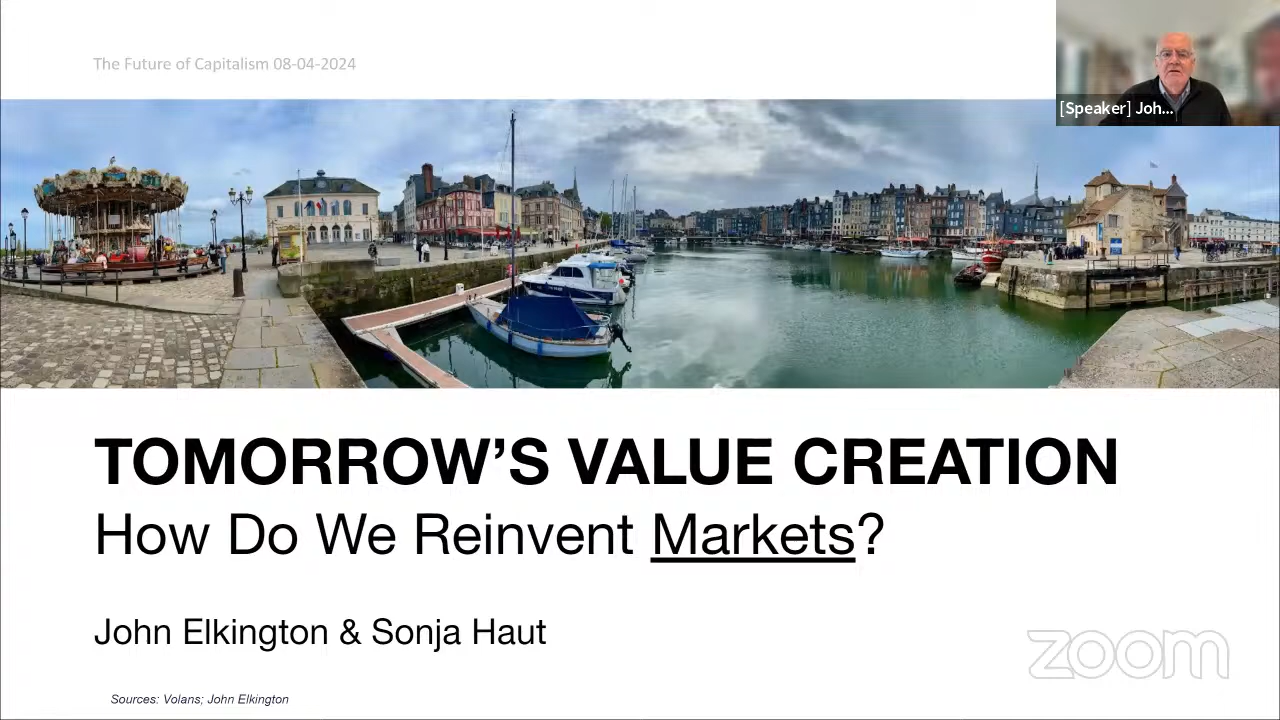 The Future of Capitalism 08-04-2024
[Speaker] Joh...
TOMORROW'S VALUE CREATION
How Do We Reinvent Markets?
John Elkington & Sonja Haut
zoom
Sources: Volans; John Elkington